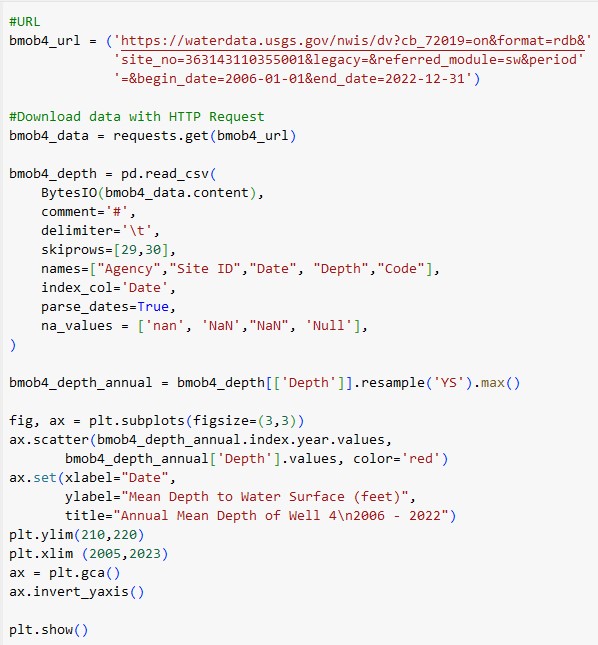 #URL
bmob4_url = ('https://waterdata.usgs.gov/nwis/dv?cb_72019=on&format=rdb&'
             'site_no=363143110355001&legacy=&referred_module=sw&period'
             '=&begin_date=2006-01-01&end_date=2022-12-31')

#Download data with HTTP Request
bmob4_data = requests.get(bmob4_url)

bmob4_depth = pd.read_csv(
    BytesIO(bmob4_data.content),
    comment='#',
    delimiter='\t',
    skiprows=[29,30],
    names=["Agency","Site ID","Date", "Depth","Code"],
    index_col='Date',
    parse_dates=True,
    na_values = ['nan', 'NaN',"NaN", 'Null'],
)

bmob4_depth_annual = bmob4_depth[['Depth']].resample('YS').max()

fig, ax = plt.subplots(figsize=(3,3))
ax.scatter(bmob4_depth_annual.index.year.values,
       bmob4_depth_annual['Depth'].values, color='red')
ax.set(xlabel="Date",
       ylabel="Mean Depth to Water Surface (feet)",
       title="Annual Mean Depth of Well 4\n2006 - 2022")
plt.ylim(210,220)
plt.xlim (2005,2023)
ax = plt.gca()
ax.invert_yaxis()

plt.show()